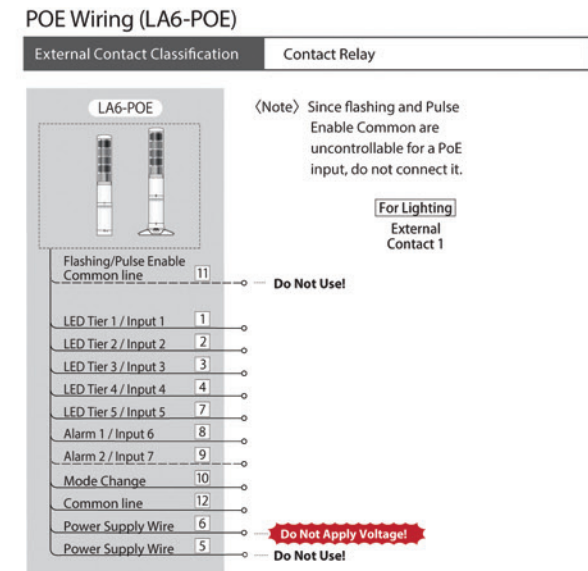 POE Wiring (LA6-POE)
External Contact Classification
Contact Relay
LA6-POE
〈Note〉 Since flashing and Pulse
Enable Common are
uncontrollable for a PoE
input, do not connect it.
For Lighting
External
Contact 1
Flashing/Pulse Enable
Common line 11
Do Not Use!
LED Tier 1 / Input 1 1
LED Tier 2 / Input 2 2
LED Tier 3 / Input 3 3
LED Tier 4 / Input 4 4
LED Tier 5 / Input 5 7
Alarm 1 / Input 6 8
Alarm 2 / Input 7 9
Mode Change 10
Common line 12
Power Supply Wire 6 Do Not Apply Voltage!
Power Supply Wire 5 Do Not Use!